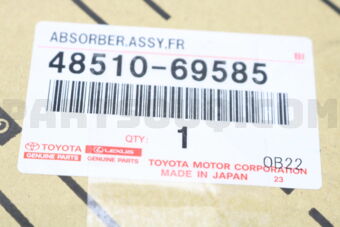 ABSORBER.ASSY,FR
48510-69585
QTY:
1
TOYOTA
GENUINE PARTS
LEXUS
GENUINE PARTS
TOYOTA MOTOR CORPORATION
MADE IN JAPAN
23
0B22